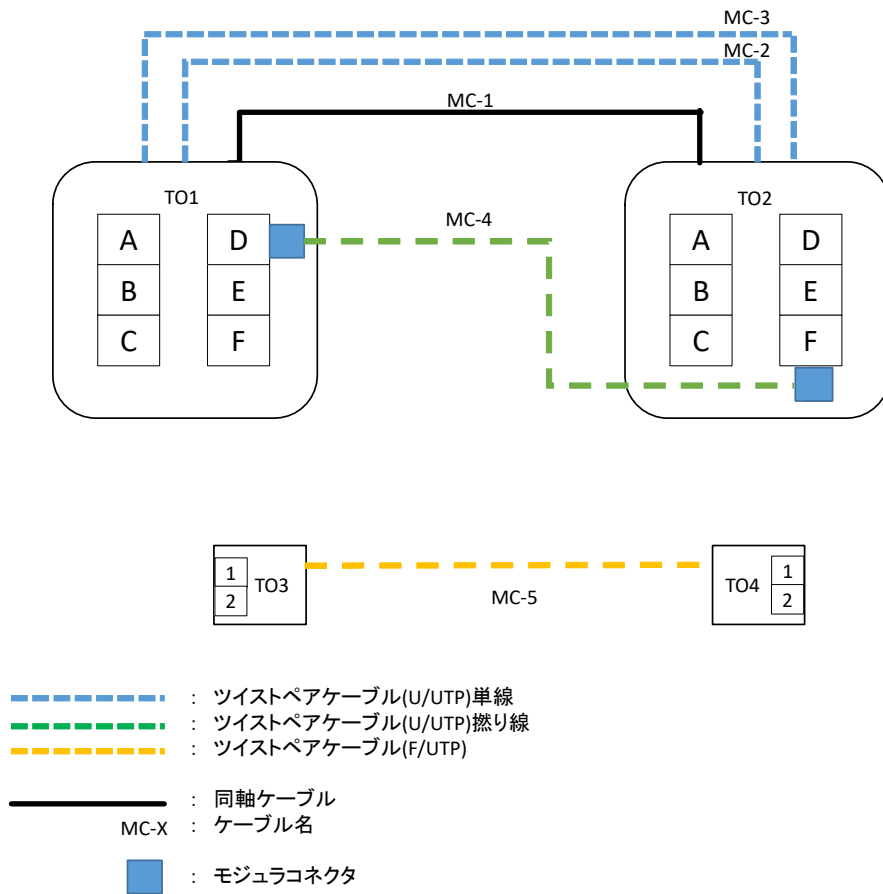 MC-3
MC-2
MC-1
TO1
TO2
A
D
B
E
C
F
MC-4
A
D
B
E
C
F
1
2
TO3
MC-5
TO4
1
2
: ツイストペアケーブル(U/UTP)単線
: ツイストペアケーブル(U/UTP)撚り線
: ツイストペアケーブル(F/UTP)
: 同軸ケーブル
MC-X : ケーブル名
: モジュラコネクタ